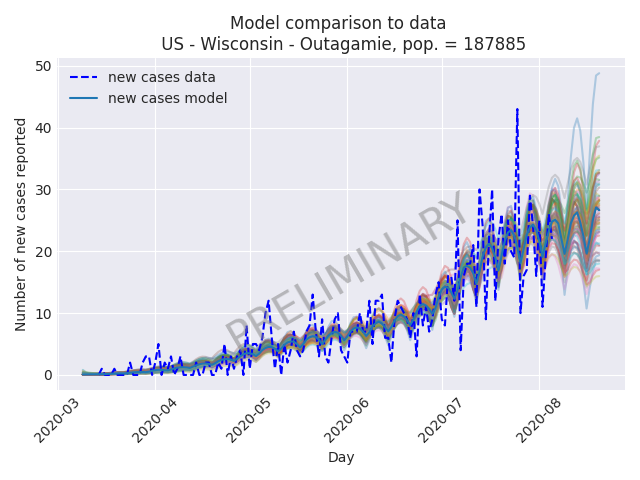 Model comparison to data
US - Wisconsin - Outagamie, pop. = 187885
50
40
30
20
10
0
Number of new cases reported
new cases data
new cases model
PRELIMINARY
2020-03
2020-04
2020-05
2020-06
2020-07
2020-08
Day